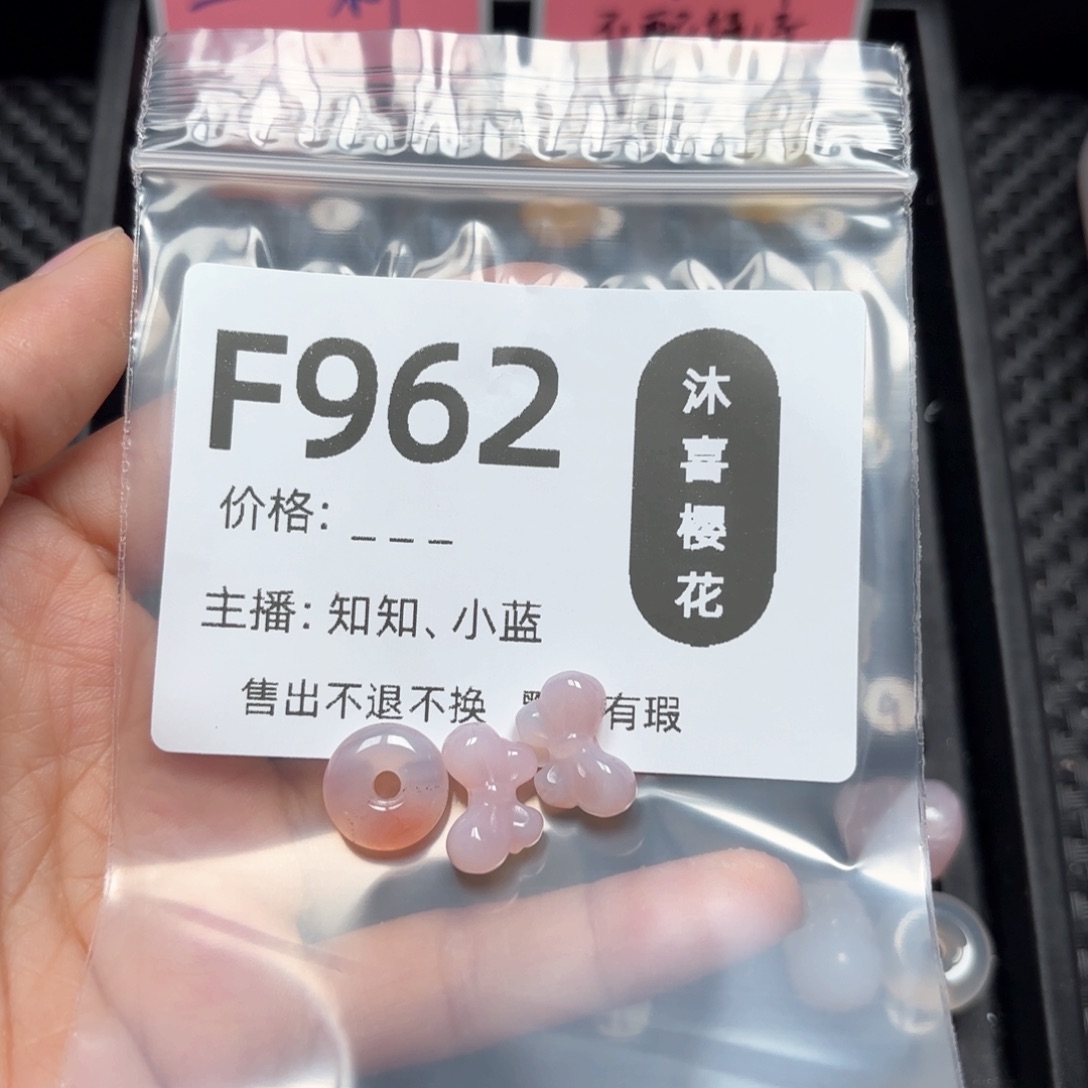 F962
沐喜樱花
价格: _ _ _
主播: 知知、小蓝
售出不退不换 有瑕